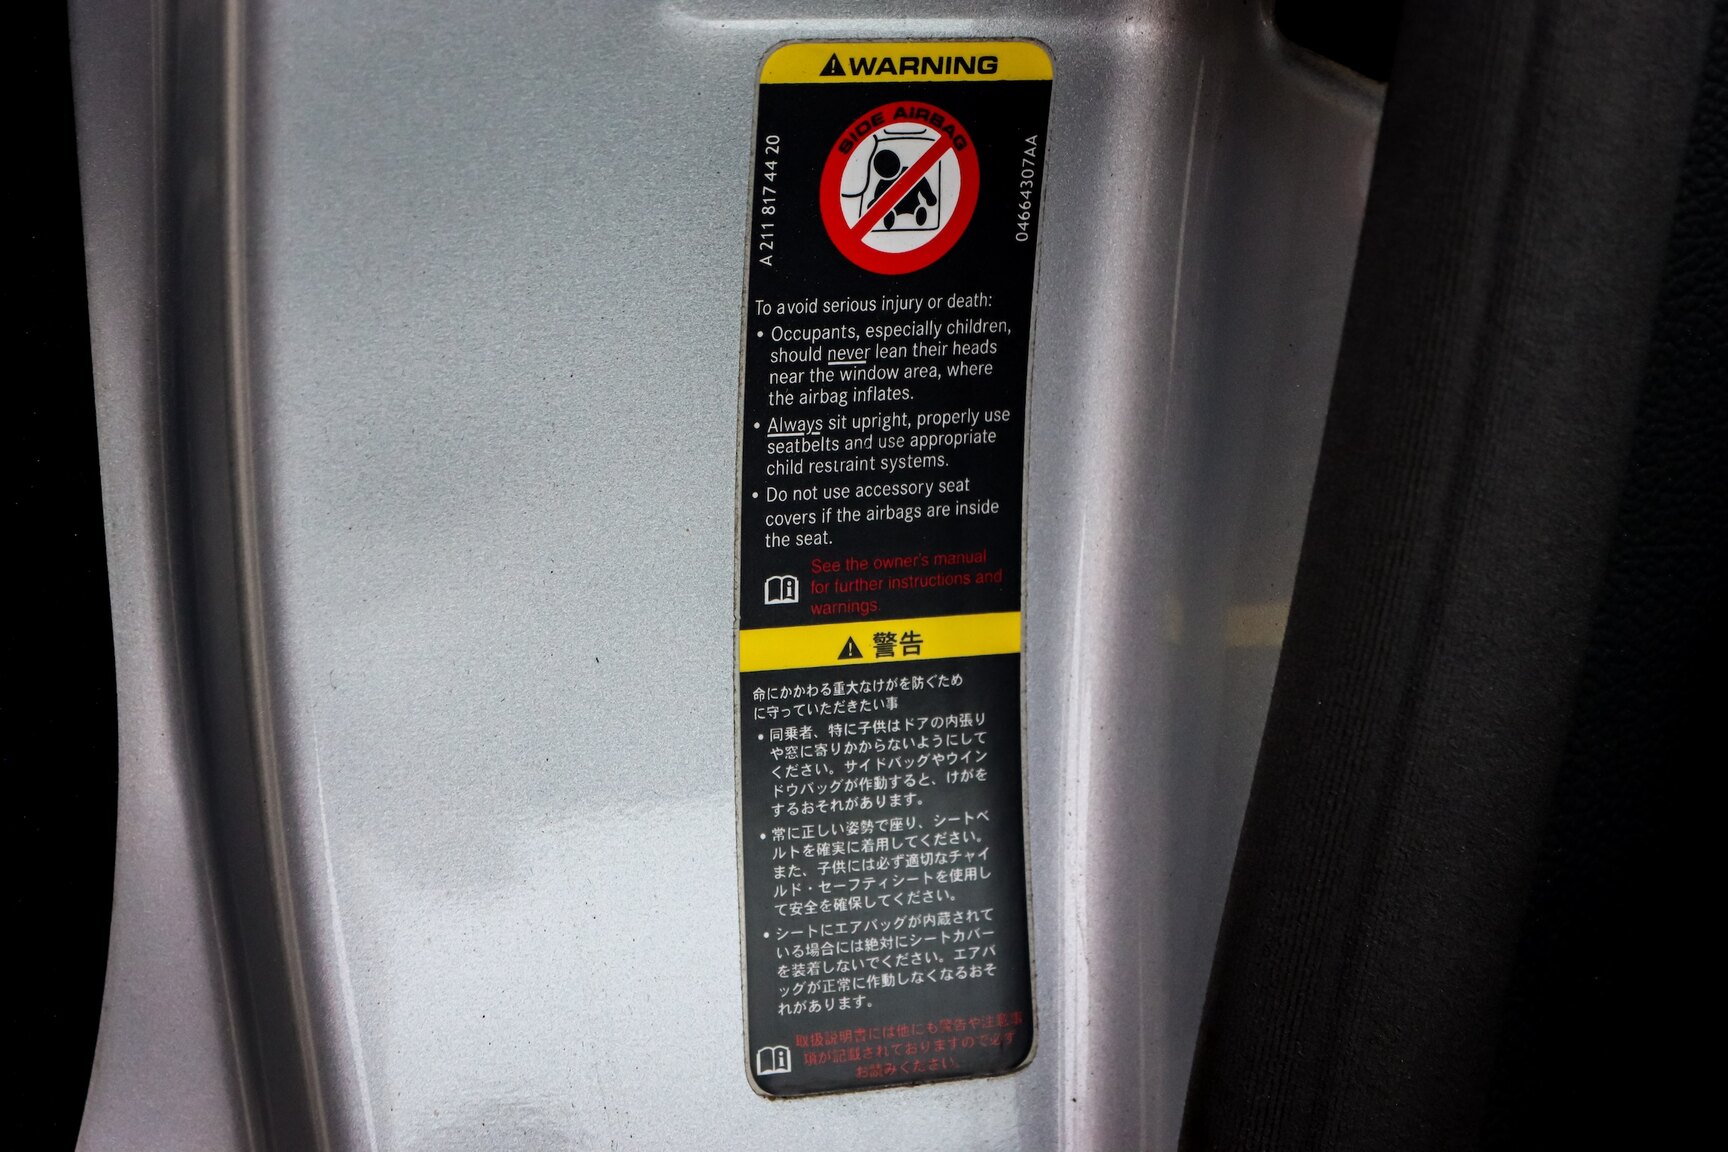 ⚠WARNING
SIDE AIRBAG
A 211 817 44 20
04664307AA
To avoid serious injury or death:
• Occupants, especially children,
should never lean their heads
near the window area, where
the airbag inflates.
• Always sit upright, properly use
seatbelts and use appropriate
child restraint systems.
• Do not use accessory seat
covers if the airbags are inside
the seat.
See the owner's manual
for further instructions and
warnings.
⚠ 警告
命にかかわる重大なけがを防ぐため
に守っていただきたい事
• 同乗者、特に子供はドアの内張り
や窓に寄りかからないようにして
ください。サイドバッグやウイン
ドウバッグが作動すると、けがを
するおそれがあります。
• 常に正しい姿勢で座り、シートベ
ルトを確実に着用してください。
また、子供には必ず適切なチャイ
ルド・セーフティシートを使用し
て安全を確保してください。
• シートにエアバッグが内蔵されて
いる場合には絶対にシートカバー
を装着しないでください。エアバ
ッグが正常に作動しなくなるおそ
れがあります。
取扱説明書には他にも警告や注意事
項が記載されておりますので必ず
お読みください。